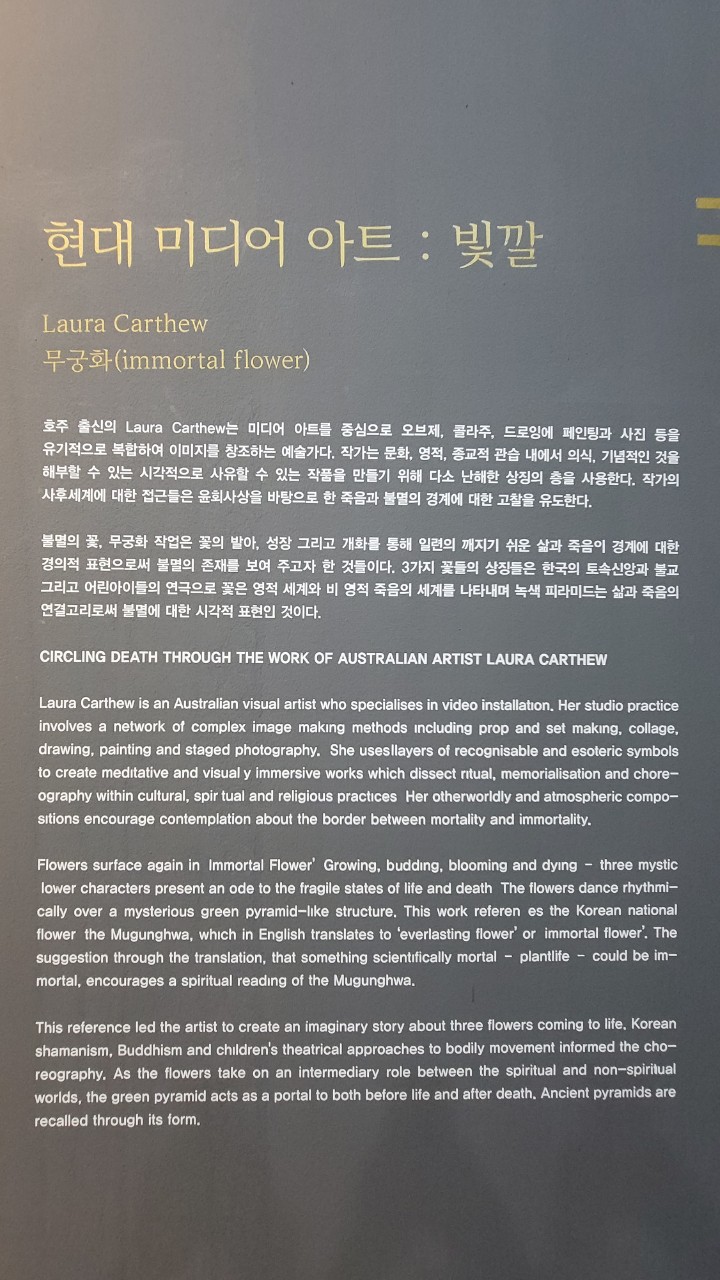 현대 미디어 아트 : 빛깔
Laura Carthew
무궁화(immortal flower)
호주 출신의 Laura Carthew는 미디어 아트를 중심으로 오브제, 콜라주, 드로잉에 페인팅과 사진 등을
유기적으로 복합하여 이미지를 창조하는 예술가다. 작가는 문화, 영적, 종교적 관습 내에서 의식, 기념적인 것을
해부할 수 있는 시각적으로 사유할 수 있는 작품을 만들기 위해 다소 난해한 상징의 층을 사용한다. 작가의
사후세계에 대한 접근들은 윤회사상을 바탕으로 한 죽음과 불멸의 경계에 대한 고찰을 유도한다.
불멸의 꽃, 무궁화 작업은 꽃의 발아, 성장 그리고 개화를 통해 일련의 깨지기 쉬운 삶과 죽음이 경계에 대한
경의적 표현으로써 불멸의 존재를 보여 주고자 한 것들이다. 3가지 꽃들의 상징들은 한국의 토속신앙과 불교
그리고 어린아이들의 연극으로 꽃은 영적 세계와 비 영적 죽음의 세계를 나타내며 녹색 피라미드는 삶과 죽음의
연결고리로써 불멸에 대한 시각적 표현인 것이다.
CIRCLING DEATH THROUGH THE WORK OF AUSTRALIAN ARTIST LAURA CARTHEW
Laura Carthew is an Australian visual artist who specialises in video installation. Her studio practice
involves a network of complex image making methods including prop and set making, collage,
drawing, painting and staged photography. She uses layers of recognisable and esoteric symbols
to create meditative and visual y immersive works which dissect ritual, memorialisation and chore-
ography within cultural, spir tual and religious practices Her otherworldly and atmospheric compo-
sitions encourage contemplation about the border between mortality and immortality.
Flowers surface again in Immortal Flower' Growing, budding, blooming and dying - three mystic
lower characters present an ode to the fragile states of life and death The flowers dance rhythmi-
cally over a mysterious green pyramid-like structure. This work referen es the Korean national
flower the Mugunghwa, which in English translates to 'everlasting flower' or immortal flower'. The
suggestion through the translation, that something scientifically mortal - plantlife - could be im-
mortal, encourages a spiritual reading of the Mugunghwa.
This reference led the artist to create an imaginary story about three flowers coming to life. Korean
shamanism, Buddhism and children's theatrical approaches to bodily movement informed the cho-
reography. As the flowers take on an intermediary role between the spiritual and non-spiritual
worlds, the green pyramid acts as a portal to both before life and after death. Ancient pyramids are
recalled through its form.